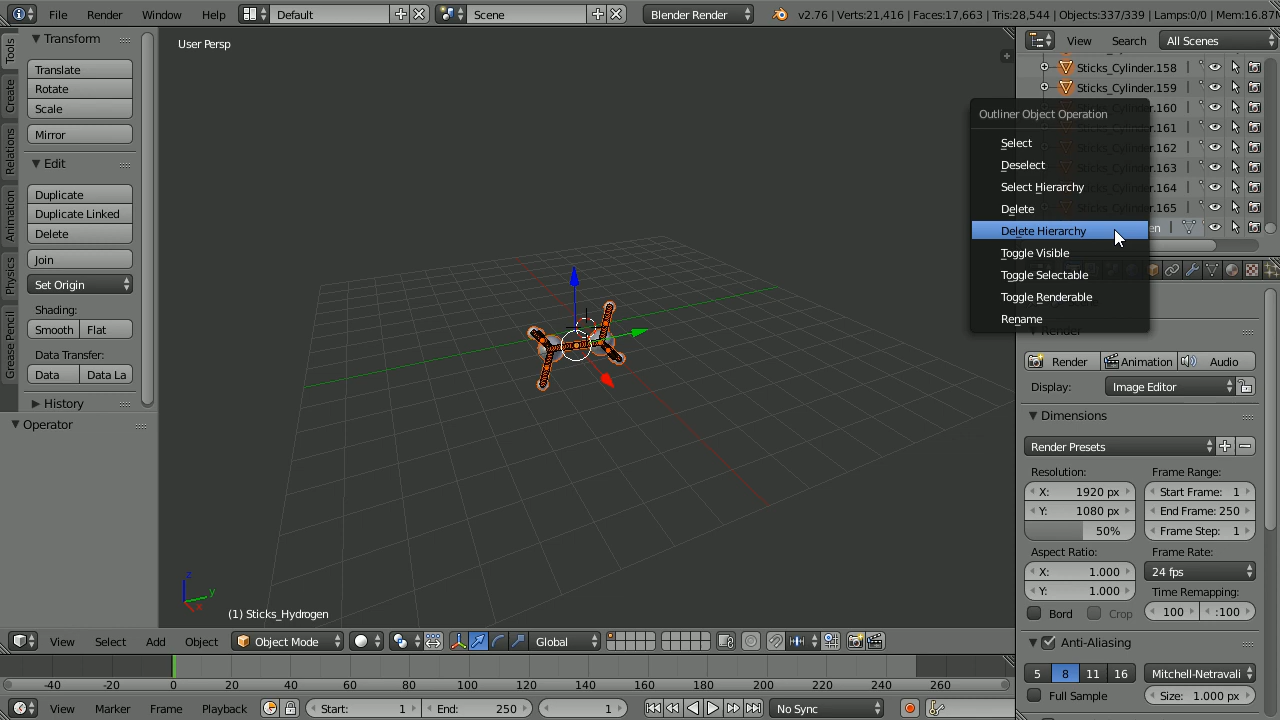 File Render Window Help Default Scene Blender Render v2.76 | Verts:21,416 | Faces:17,663 | Tris:28,544 | Objects:337/339 | Lamps:0/0 | Mem:16.87
Tools
Create
Relations
Animation
Physics
Grease Pencil
Transform
Translate
Rotate
Scale
Mirror
Edit
Duplicate
Duplicate Linked
Delete
Join
Set Origin
Shading:
Smooth Flat
Data Transfer:
Data Data La
History
Operator
User Persp
z
y
x
(1) Sticks_Hydrogen
View Search All Scenes
Sticks_Cylinder.158
Sticks_Cylinder.159
Sticks_Cylinder.160
Sticks_Cylinder.161
Sticks_Cylinder.162
Sticks_Cylinder.163
Sticks_Cylinder.164
Sticks_Cylinder.165
en
Outliner Object Operation
Select
Deselect
Select Hierarchy
Delete
Delete Hierarchy
Toggle Visible
Toggle Selectable
Toggle Renderable
Rename
Render
Render Animation Audio
Display: Image Editor
Dimensions
Render Presets
Resolution: Frame Range:
X: 1920 px Start Frame: 1
Y: 1080 px End Frame: 250
50% Frame Step: 1
Aspect Ratio: Frame Rate:
X: 1.000 24 fps
Y: 1.000 Time Remapping:
Bord Crop 100 :100
Anti-Aliasing
5 8 11 16 Mitchell-Netravali
Full Sample Size: 1.000 px
View Select Add Object Object Mode Global
-40 -20 0 20 40 60 80 100 120 140 160 180 200 220 240 260
View Marker Frame Playback Start: 1 End: 250 1 No Sync